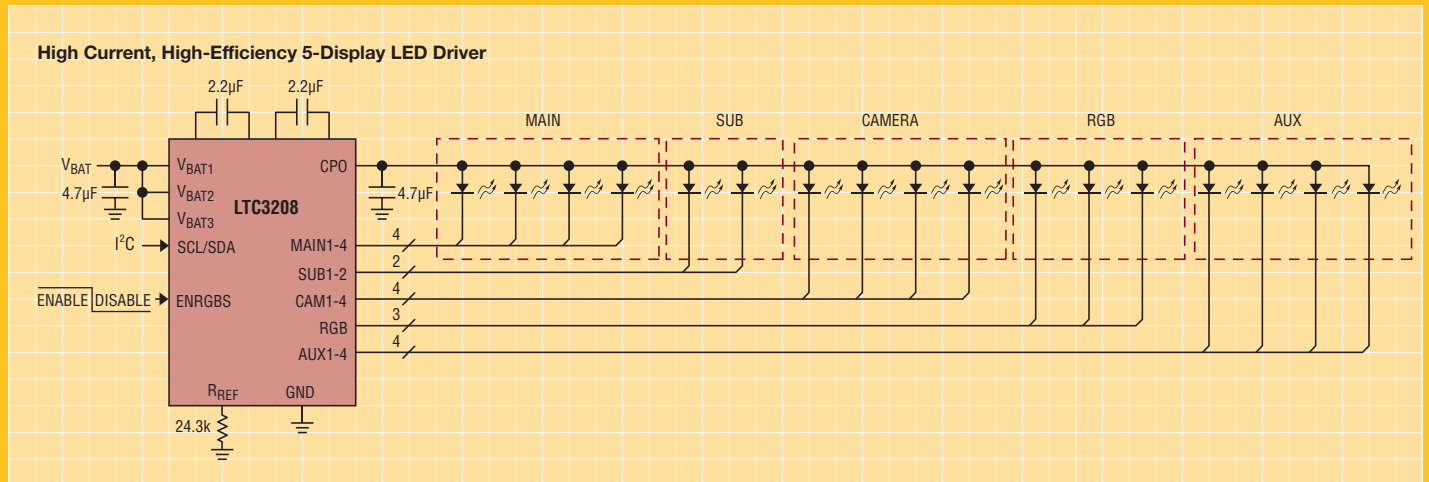 High Current, High-Efficiency 5-Display LED Driver
2.2µF
2.2µF
MAIN
SUB
CAMERA
RGB
AUX
VBAT
4.7µF
VBAT1
VBAT2
VBAT3
LTC3208
CPO
4.7µF
I²C
SCL/SDA
MAIN1-4
4
SUB1-2
2
ENABLE DISABLE
ENRGBS
CAM1-4
4
RGB
3
AUX1-4
4
RREF
GND
24.3k